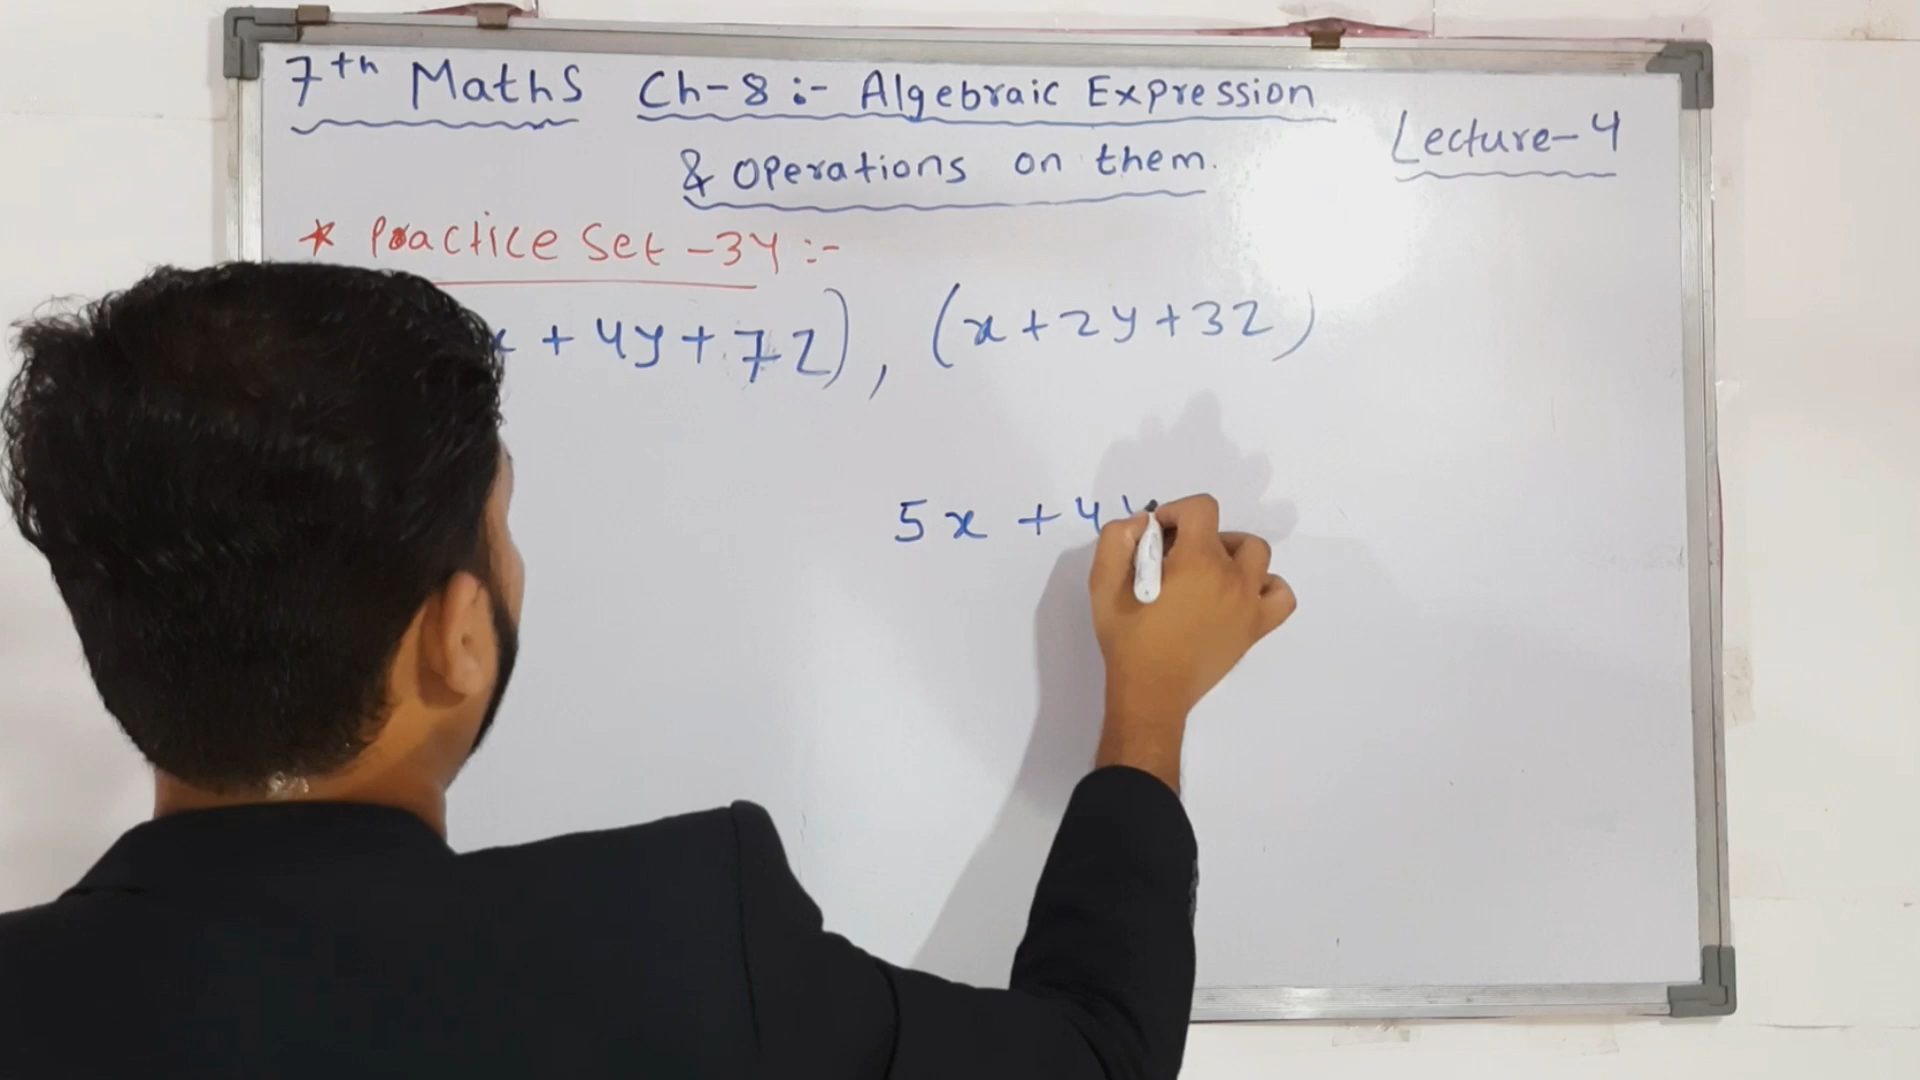 7th Maths Ch-8 :- Algebraic Expression
& Operations on them.
Lecture-4
* Practice Set -34 :-
x + 4y + 7z), (x + 2y + 3z)
5x + 4y